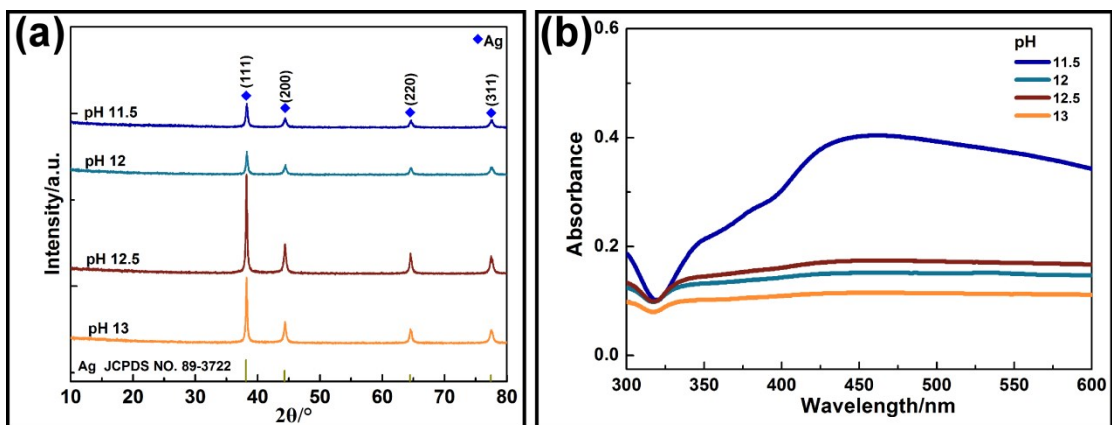 (a)
Ag
(111)
(200)
(220)
(311)
pH 11.5
pH 12
pH 12.5
pH 13
Ag JCPDS NO. 89-3722
Intensity/a.u.
10 20 30 40 50 60 70 80
2θ/°
(b)
pH
11.5
12
12.5
13
0.6
0.4
0.2
0.0
Absorbance
300 350 400 450 500 550 600
Wavelength/nm